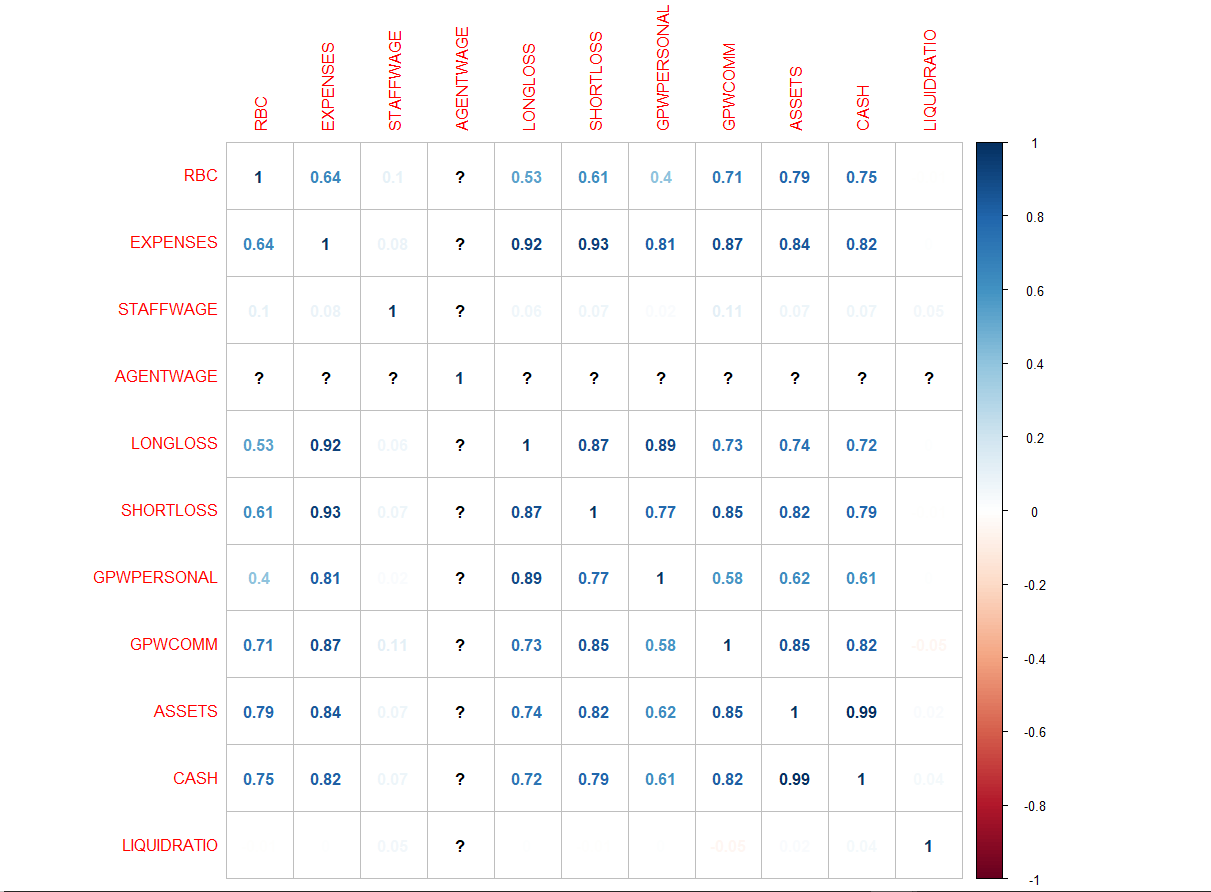 RBC EXPENSES STAFFWAGE AGENTWAGE LONGLOSS SHORTLOSS GPWPERSONAL GPWCOMM ASSETS CASH LIQUIDRATIO
RBC 1 0.64 0.1 ? 0.53 0.61 0.4 0.71 0.79 0.75
EXPENSES 0.64 1 0.08 ? 0.92 0.93 0.81 0.87 0.84 0.82
STAFFWAGE 0.1 0.08 1 ? 0.06 0.07 0.02 0.11 0.07 0.07 0.05
AGENTWAGE ? ? ? 1 ? ? ? ? ? ? ?
LONGLOSS 0.53 0.92 0.06 ? 1 0.87 0.89 0.73 0.74 0.72
SHORTLOSS 0.61 0.93 0.07 ? 0.87 1 0.77 0.85 0.82 0.79
GPWPERSONAL 0.4 0.81 0.02 ? 0.89 0.77 1 0.58 0.62 0.61
GPWCOMM 0.71 0.87 0.11 ? 0.73 0.85 0.58 1 0.85 0.82 -0.05
ASSETS 0.79 0.84 0.07 ? 0.74 0.82 0.62 0.85 1 0.99 0.02
CASH 0.75 0.82 0.07 ? 0.72 0.79 0.61 0.82 0.99 1 0.04
LIQUIDRATIO 0.05 ? -0.05 0.02 0.04 1
1
0.8
0.6
0.4
0.2
0
-0.2
-0.4
-0.6
-0.8
-1